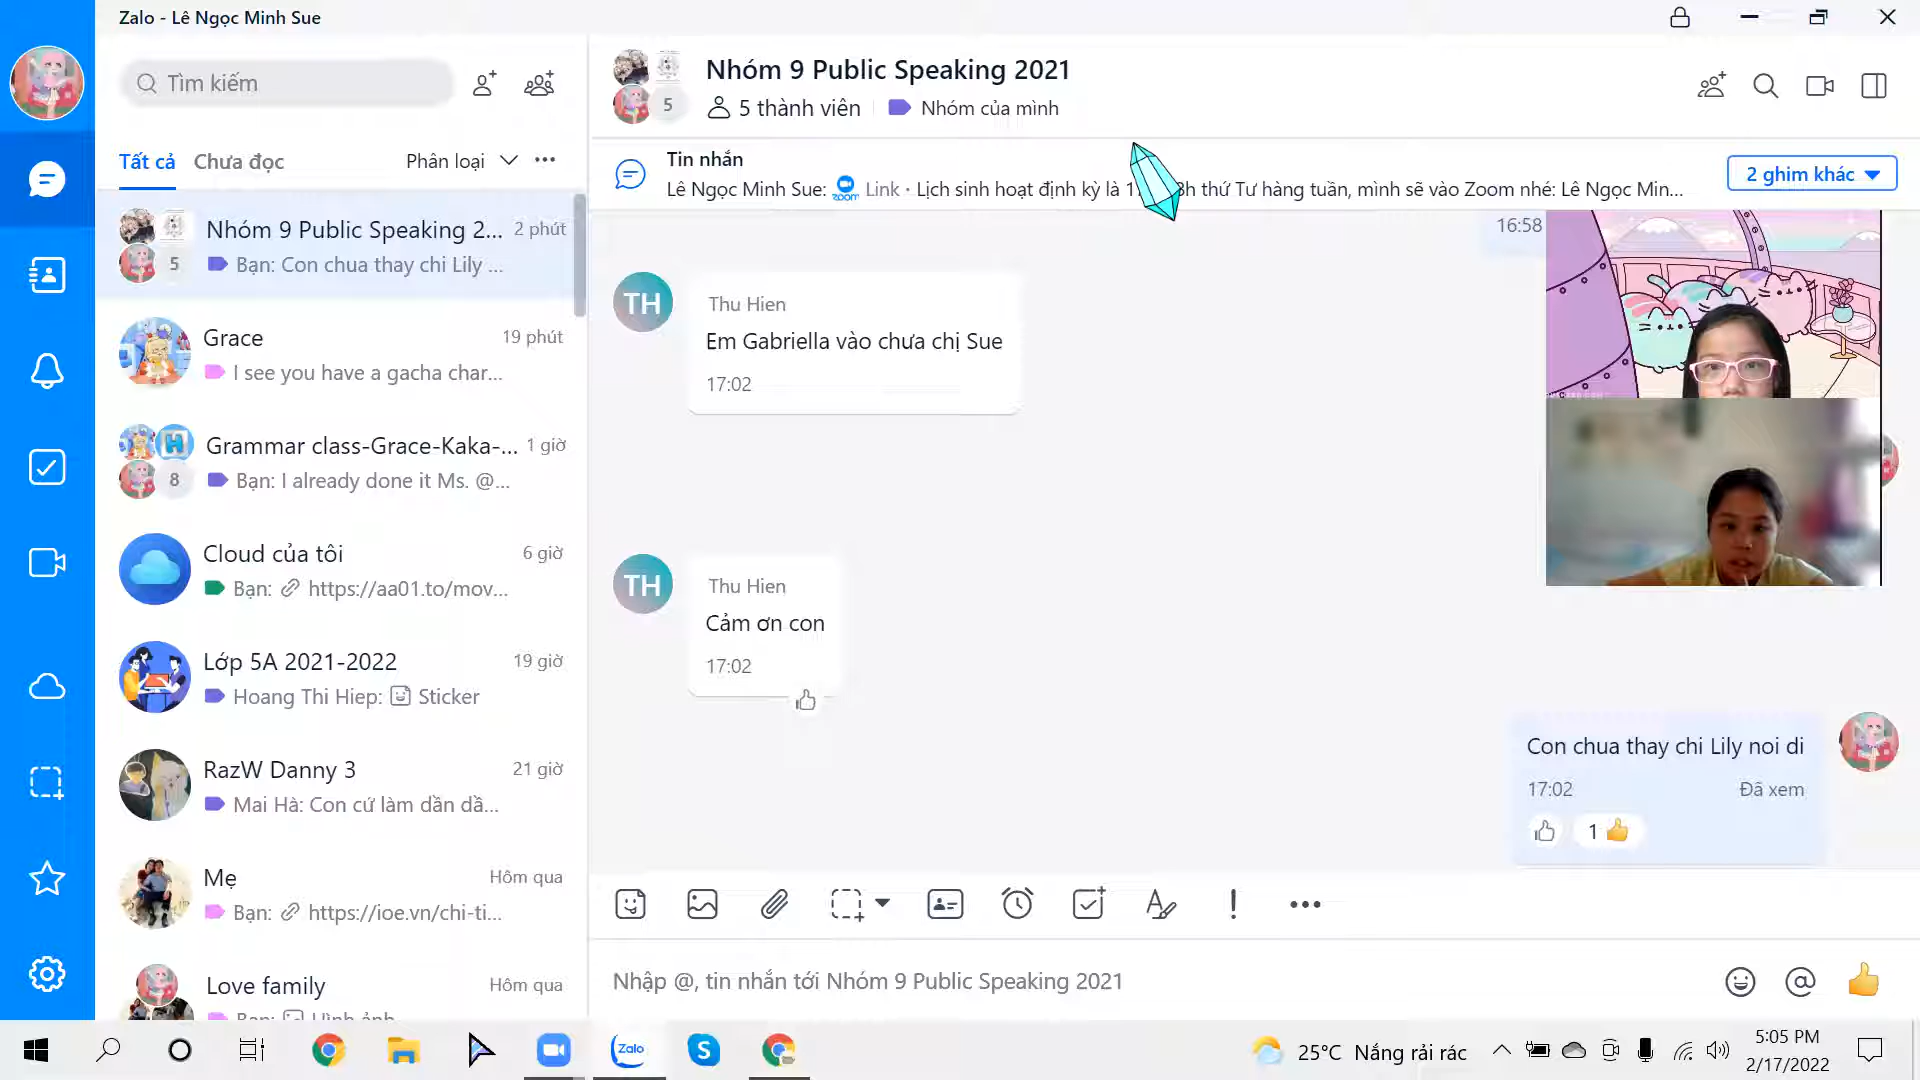 Zalo - Lê Ngọc Minh Sue
Tìm kiếm
Tất cả
Chưa đọc
Phân loại
Nhóm 9 Public Speaking 2...
2 phút
5
Bạn: Con chua thay chi Lily ...
Grace
19 phút
I see you have a gacha char...
Grammar class-Grace-Kaka-...
1 giờ
8
Bạn: I already done it Ms. @...
Cloud của tôi
6 giờ
Bạn: https://aa01.to/mov...
Lớp 5A 2021-2022
19 giờ
Hoang Thi Hiep: Sticker
RazW Danny 3
21 giờ
Mai Hà: Con cứ làm dần dầ...
Mẹ
Hôm qua
Bạn: https://ioe.vn/chi-ti...
Love family
Hôm qua
Bạn: Hình ảnh
Nhóm 9 Public Speaking 2021
5
5 thành viên
Nhóm của mình
Tin nhắn
Lê Ngọc Minh Sue: zoom Link · Lịch sinh hoạt định kỳ là thứ Tư hàng tuần, mình sẽ vào Zoom nhé: Lê Ngọc Min...
2 ghim khác
16:58
TH
Thu Hien
Em Gabriella vào chưa chị Sue
17:02
TH
Thu Hien
Cảm ơn con
17:02
Con chua thay chi Lily noi di
17:02
Đã xem
1
Nhập @, tin nhắn tới Nhóm 9 Public Speaking 2021
Zalo
25°C Nắng rải rác
5:05 PM
2/17/2022